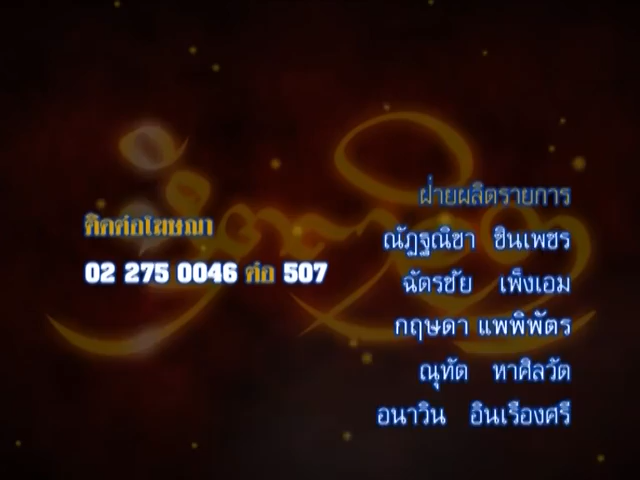 ติดต่อโฆษณา
02 275 0046 ต่อ 507
ฝ่ายผลิตรายการ
ณัฏฐณิชา ชินเพชร
ฉัตรชัย เพ็งเอม
กฤษดา แพพิพัตร
ณุทัด หาศิลวัด
อนาวิน อินเรืองศรี